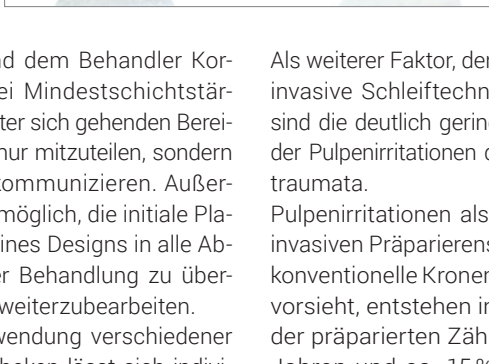 d dem Behandler Kor-
ei Mindestschichtstär-
ter sich gehenden Berei-
nur mitzuteilen, sondern
kommunizieren. Außer-
möglich, die initiale Pla-
ines Designs in alle Ab-
er Behandlung zu über-
weiterzubearbeiten.
wendung verschiedener
Als weiterer Faktor, der
invasive Schleiftechn
sind die deutlich gerin
der Pulpenirritationen
traumata.
Pulpenirritationen als
invasiven Präparierens
konventionelle Kronen
vorsieht, entstehen in
der präparierten Zäh